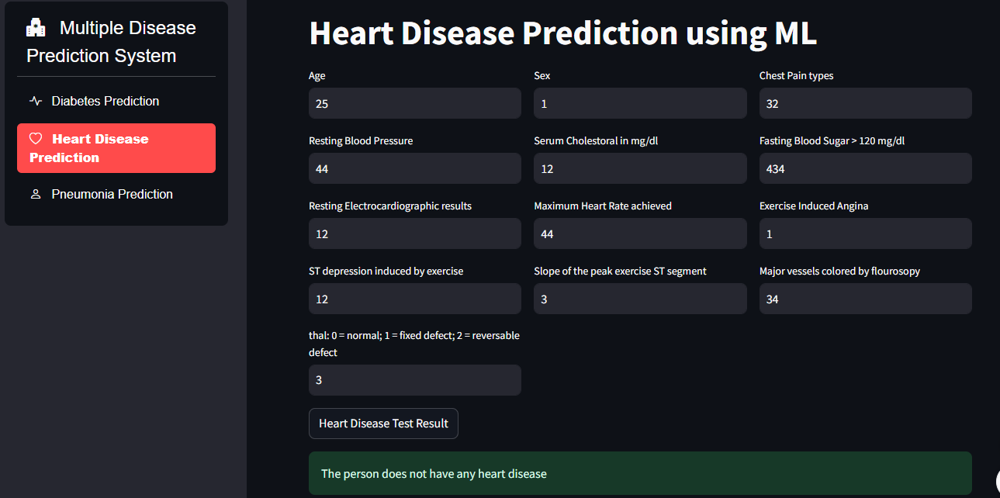 Multiple Disease
Prediction System
Diabetes Prediction
Heart Disease
Prediction
Pneumonia Prediction
Heart Disease Prediction using ML
Age
Sex
Chest Pain types
25
1
32
Resting Blood Pressure
Serum Cholestoral in mg/dl
Fasting Blood Sugar > 120 mg/dl
44
12
434
Resting Electrocardiographic results
Maximum Heart Rate achieved
Exercise Induced Angina
12
44
1
ST depression induced by exercise
Slope of the peak exercise ST segment
Major vessels colored by flourosopy
12
3
34
thal: 0 = normal; 1 = fixed defect; 2 = reversable
defect
3
Heart Disease Test Result
The person does not have any heart disease